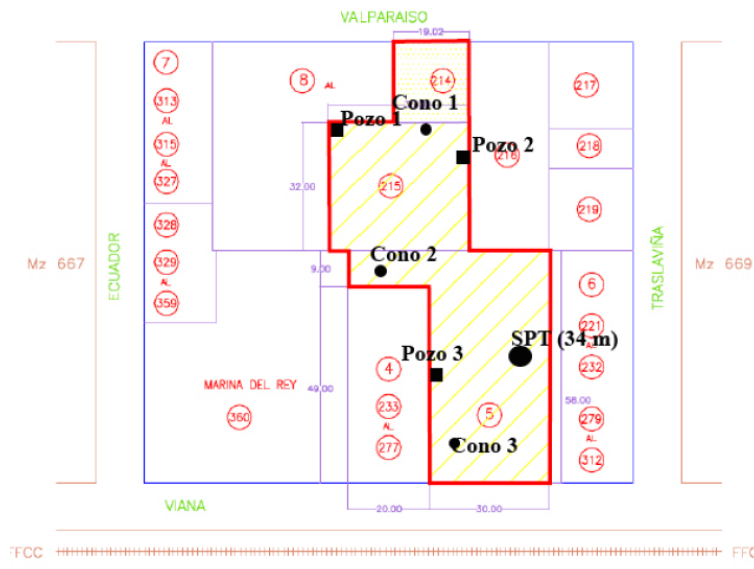 VALPARAISO
19.02
7
8
AL
214
217
313
Cono 1
AL
Pozo 1
315
Pozo 2
218
AL
216
327
32.00
215
219
328
ECUADOR
TRASLAVIÑA
Mz 667
329
Cono 2
Mz 669
9.00
AL
6
359
221
SPT (34 m)
AL
Pozo 3
4
232
MARINA DEL REY
49.00
58.00
360
233
5
279
AL
AL
277
Cono 3
312
VIANA
20.00
30.00
FFCC
FFC